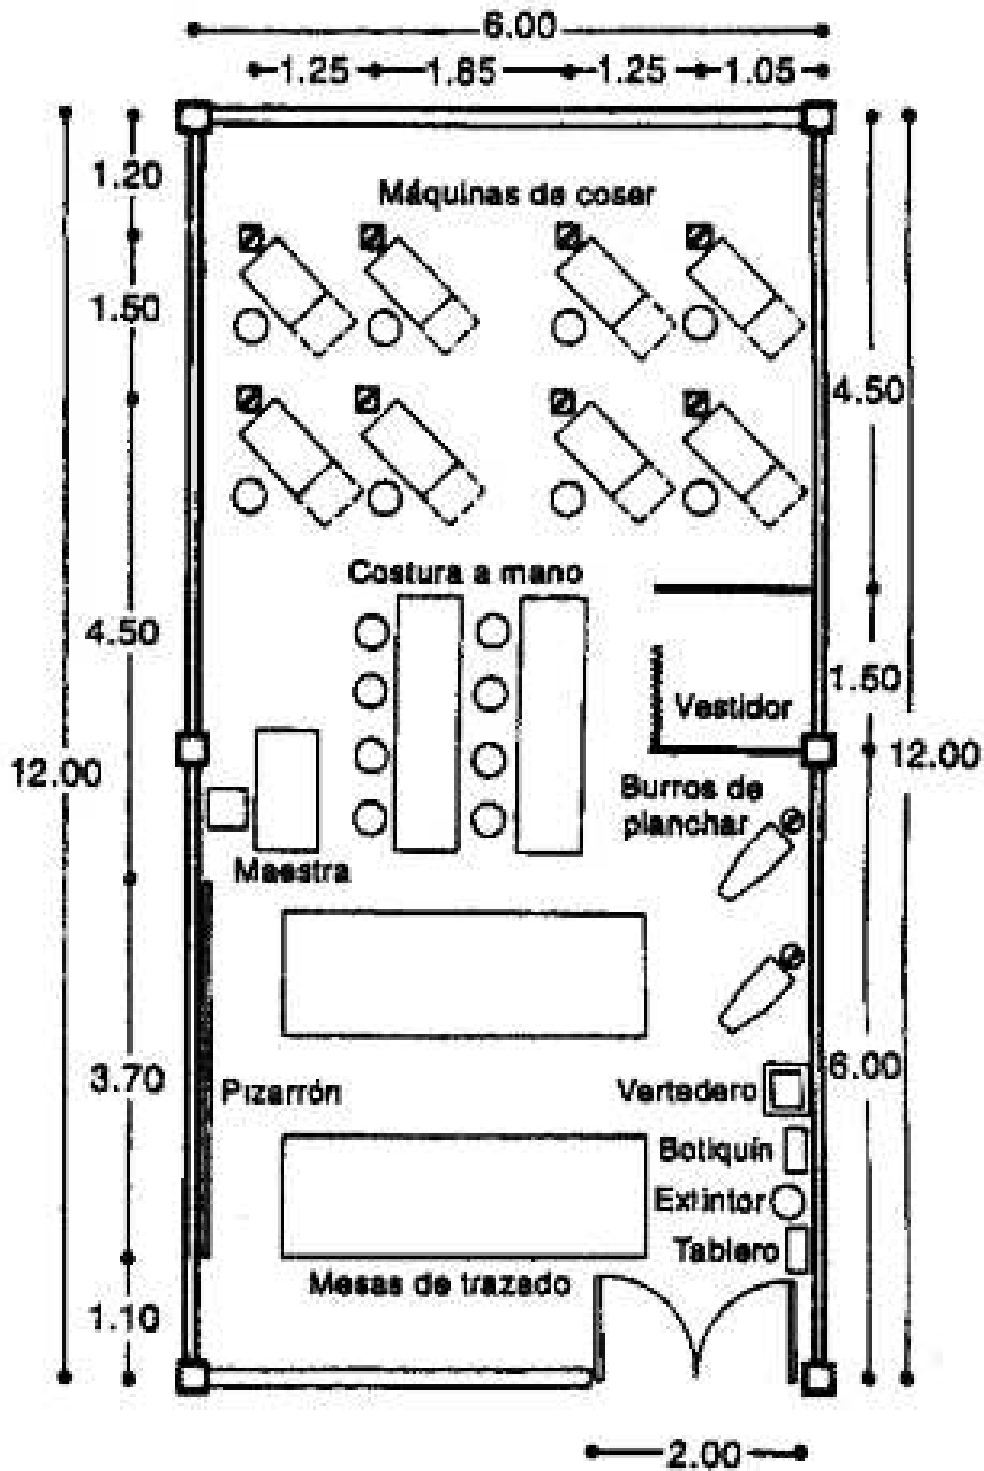 6.00
1.25 1.85 1.25 1.05
1.20
Máquinas de coser
1.50
4.50
Costura a mano
4.50
1.50
Vestidor
12.00
12.00
Burros de
planchar
Maestra
3.70
Pizarrón
6.00
Vertedero
Botiquín
Extintor
Tablero
Mesas de trazado
1.10
2.00